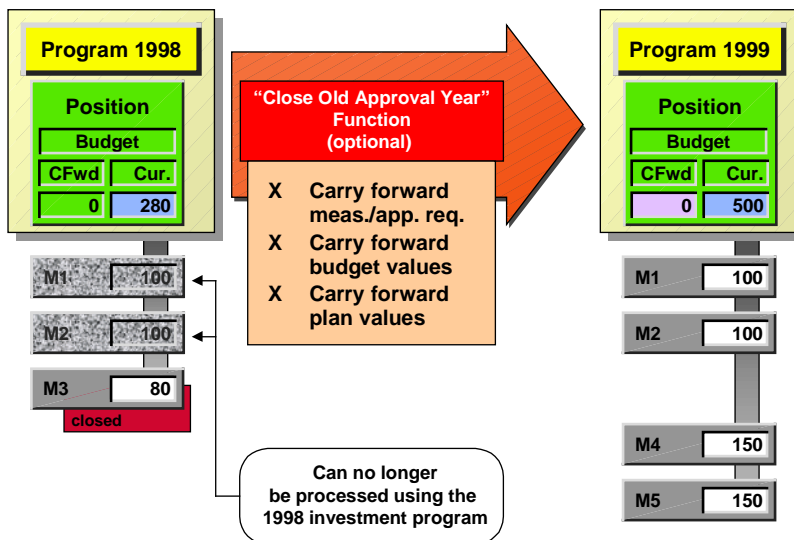 Program 1998
Position
Budget
CFwd Cur.
0 280
M1 100
M2 100
M3 80
closed
“Close Old Approval Year”
Function
(optional)
X Carry forward
meas./app. req.
X Carry forward
budget values
X Carry forward
plan values
Can no longer
be processed using the
1998 investment program
Program 1999
Position
Budget
CFwd Cur.
0 500
M1 100
M2 100
M4 150
M5 150